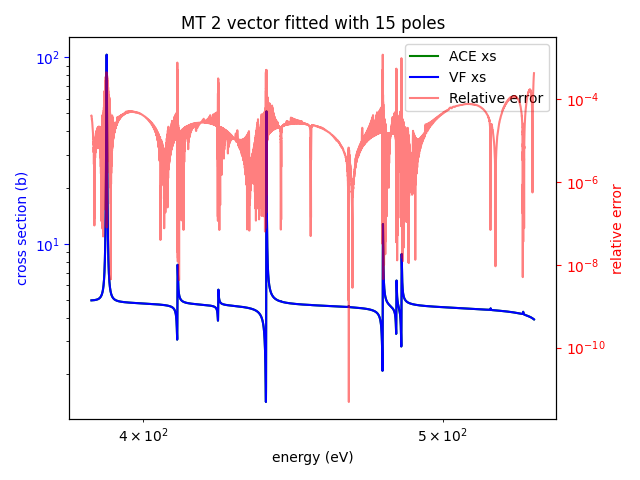 MT 2 vector fitted with 15 poles
ACE xs
VF xs
Relative error
10²
10¹
cross section (b)
10⁻⁴
10⁻⁶
10⁻⁸
10⁻¹⁰
relative error
4 × 10²
5 × 10²
energy (eV)